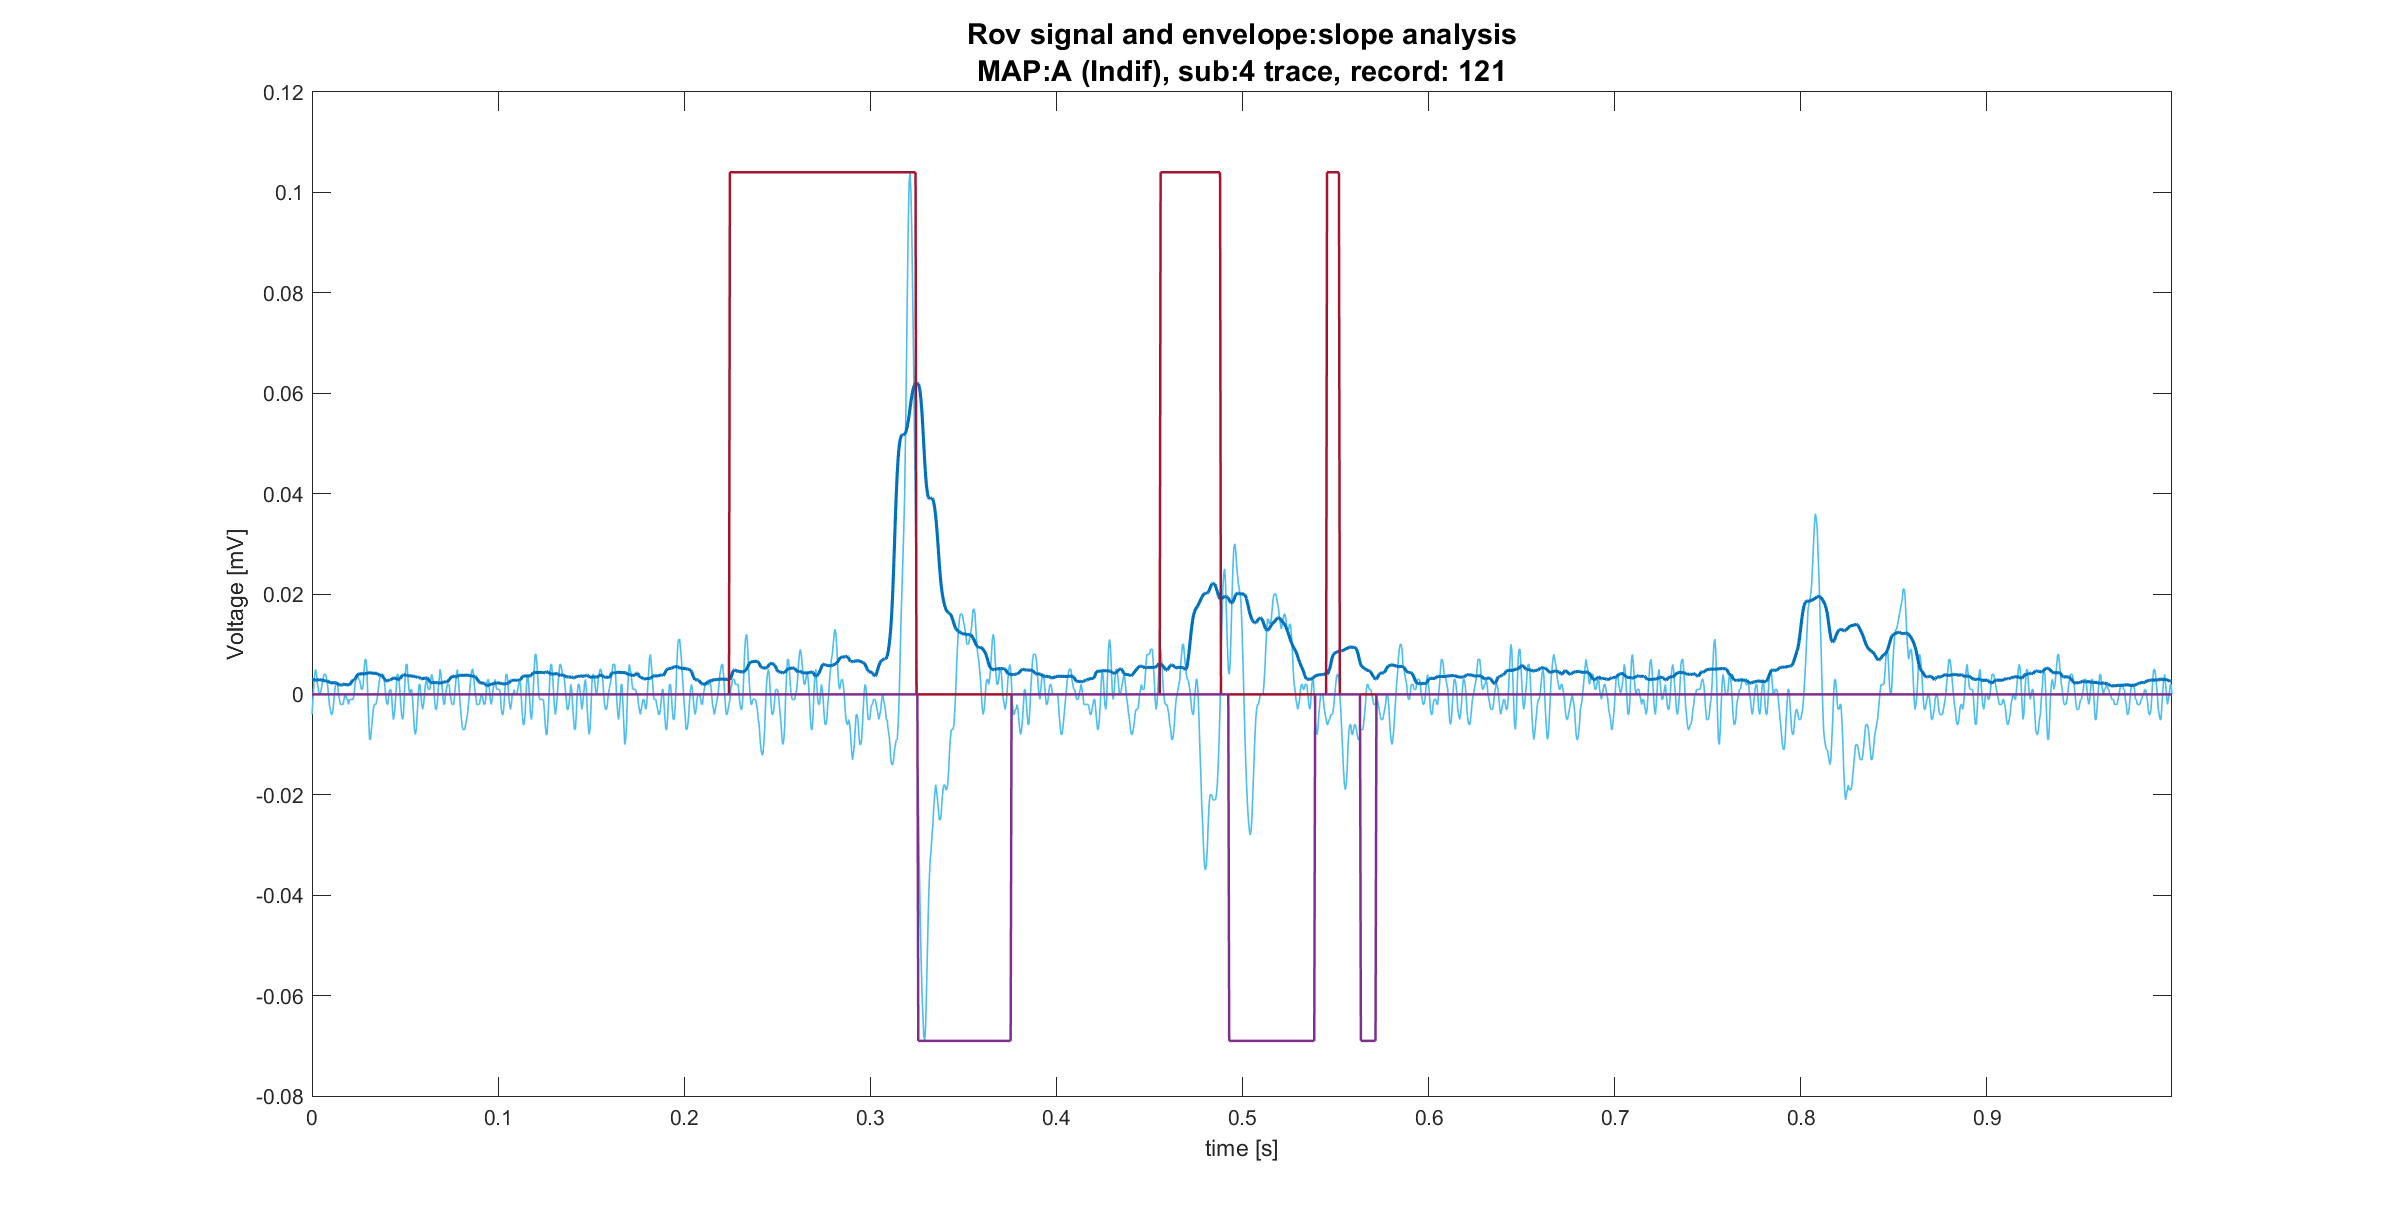 Rov signal and envelope:slope analysis
MAP:A (Indif), sub:4 trace, record: 121
0.12
0.1
0.08
0.06
0.04
0.02
0
-0.02
-0.04
-0.06
-0.08
Voltage [mV]
0 0.1 0.2 0.3 0.4 0.5 0.6 0.7 0.8 0.9
time [s]